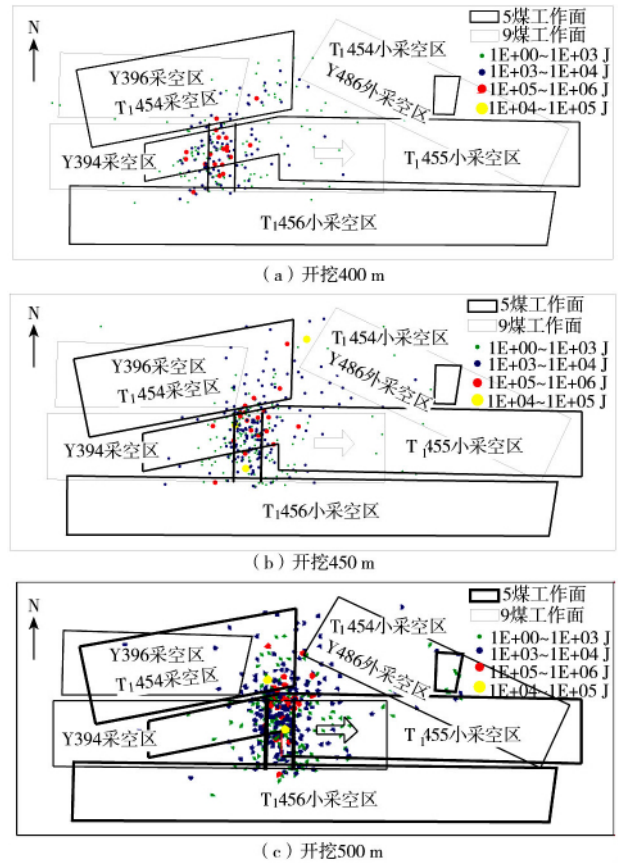 N
5煤工作面
9煤工作面
1E+00~1E+03 J
1E+03~1E+04 J
1E+05~1E+06 J
1E+04~1E+05 J
T₁454小采空区
Y396采空区
T₁454采空区
Y486外采空区
Y394采空区
T₁455小采空区
T₁456小采空区
(a)开挖400 m
N
5煤工作面
9煤工作面
1E+00~1E+03 J
1E+03~1E+04 J
1E+05~1E+06 J
1E+04~1E+05 J
T₁454小采空区
Y396采空区
T₁454采空区
Y486外采空区
Y394采空区
T₁455小采空区
T₁456小采空区
(b)开挖450 m
N
5煤工作面
9煤工作面
1E+00~1E+03 J
1E+03~1E+04 J
1E+05~1E+06 J
1E+04~1E+05 J
T₁454小采空区
Y396采空区
T₁454采空区
Y486外采空区
Y394采空区
T₁455小采空区
T₁456小采空区
(c)开挖500 m